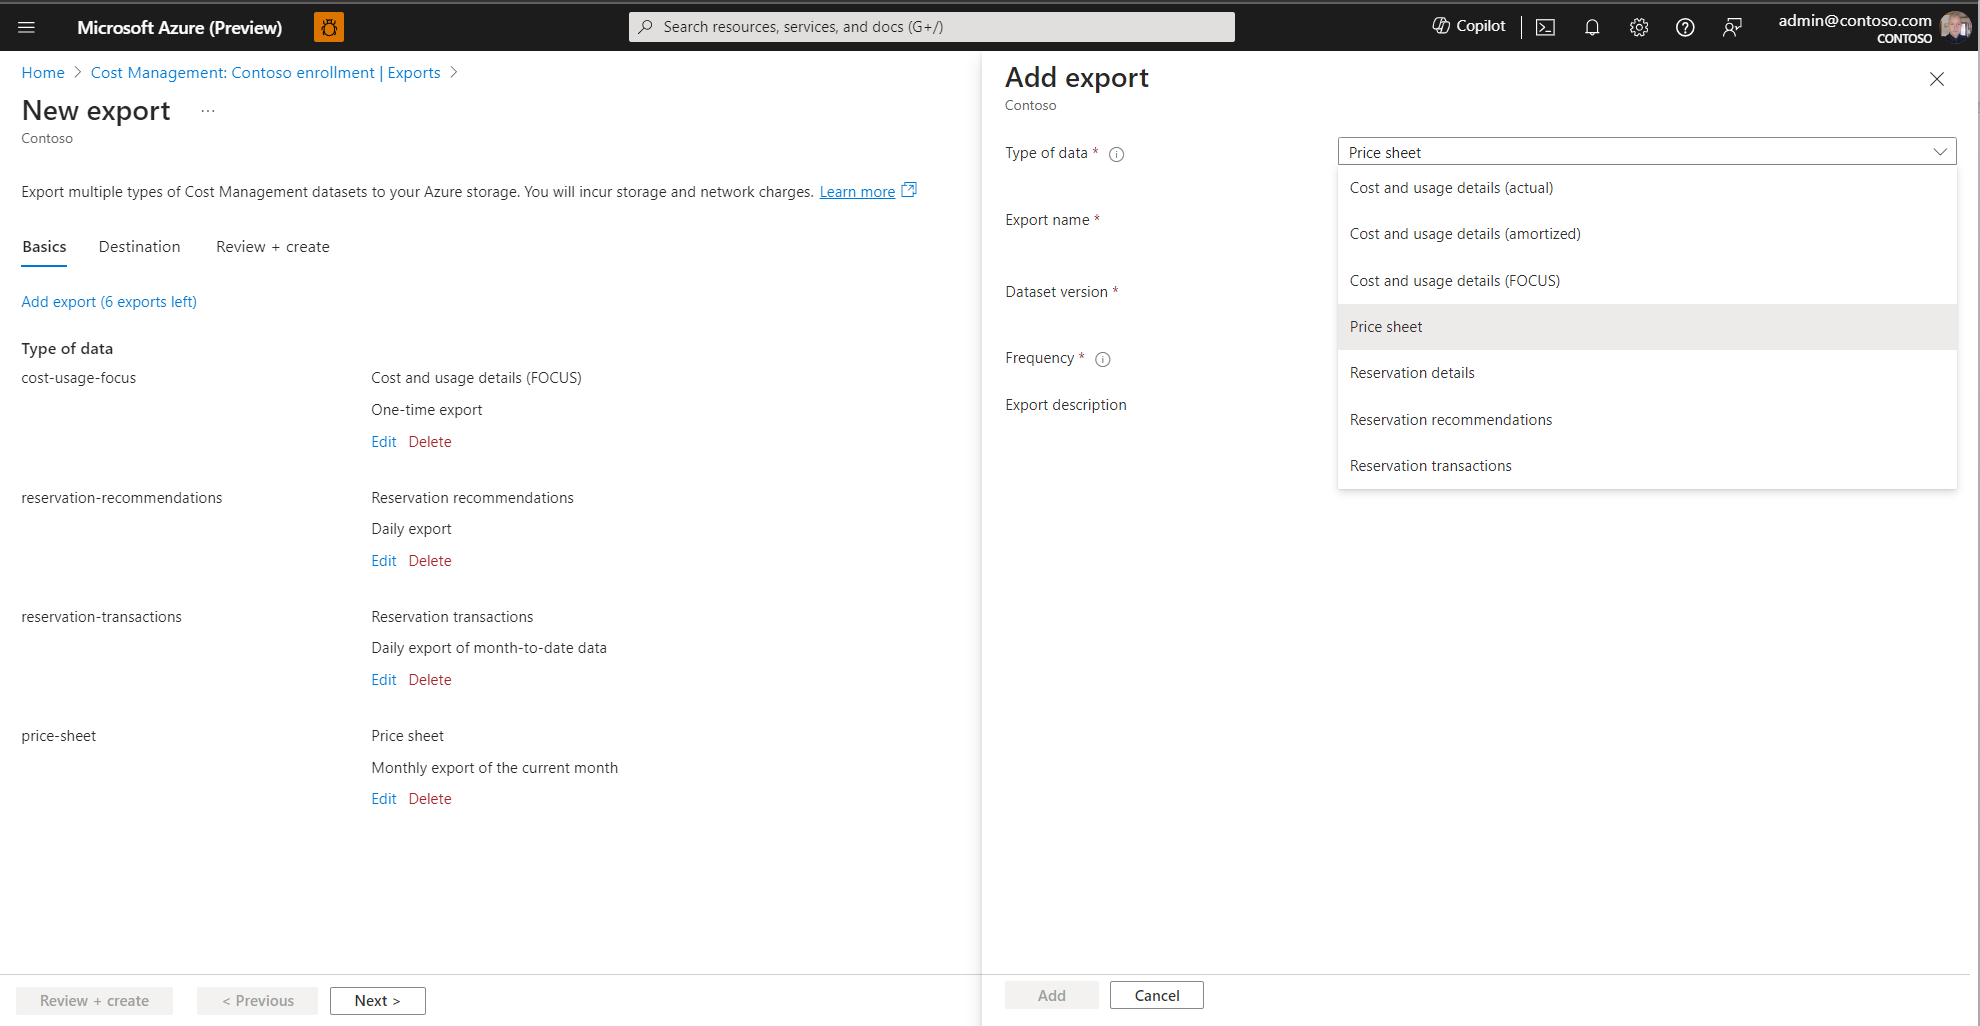 Microsoft Azure (Preview)
Search resources, services, and docs (G+/)
Copilot
admin@contoso.com
CONTOSO
Home > Cost Management: Contoso enrollment | Exports >
New export ...
Contoso
Export multiple types of Cost Management datasets to your Azure storage. You will incur storage and network charges. Learn more
Basics Destination Review + create
Add export (6 exports left)
Type of data
cost-usage-focus Cost and usage details (FOCUS)
One-time export
Edit Delete
reservation-recommendations Reservation recommendations
Daily export
Edit Delete
reservation-transactions Reservation transactions
Daily export of month-to-date data
Edit Delete
price-sheet Price sheet
Monthly export of the current month
Edit Delete
Review + create < Previous Next >
Add export
Contoso
Type of data * Price sheet
Cost and usage details (actual)
Export name *
Cost and usage details (amortized)
Cost and usage details (FOCUS)
Dataset version *
Price sheet
Frequency *
Reservation details
Export description
Reservation recommendations
Reservation transactions
Add Cancel